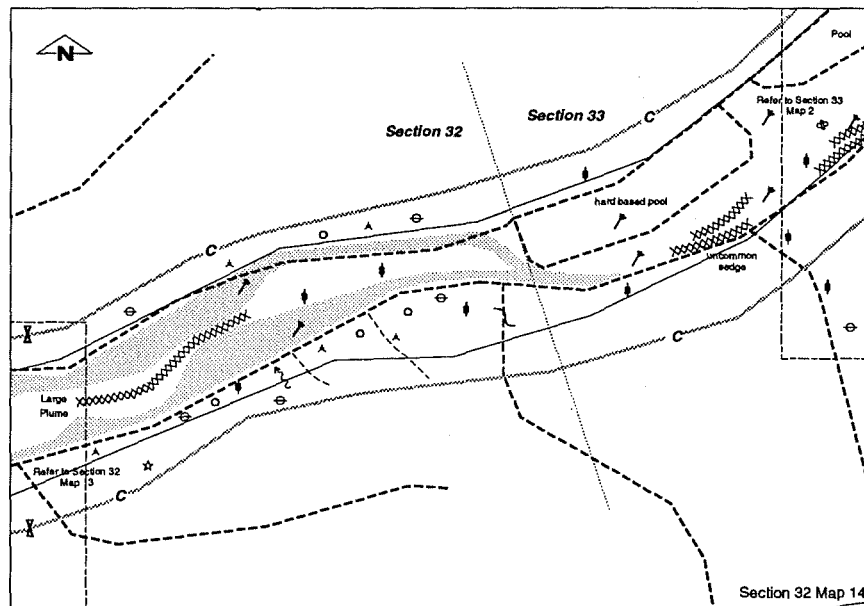 Pool
N
Refer to Section 33
Map 2
C
Section 32
Section 33
hard based pool
C
uncommon
sedge
C
Large
Plume
Refer to Section 32
Map 13
C
Section 32 Map 14